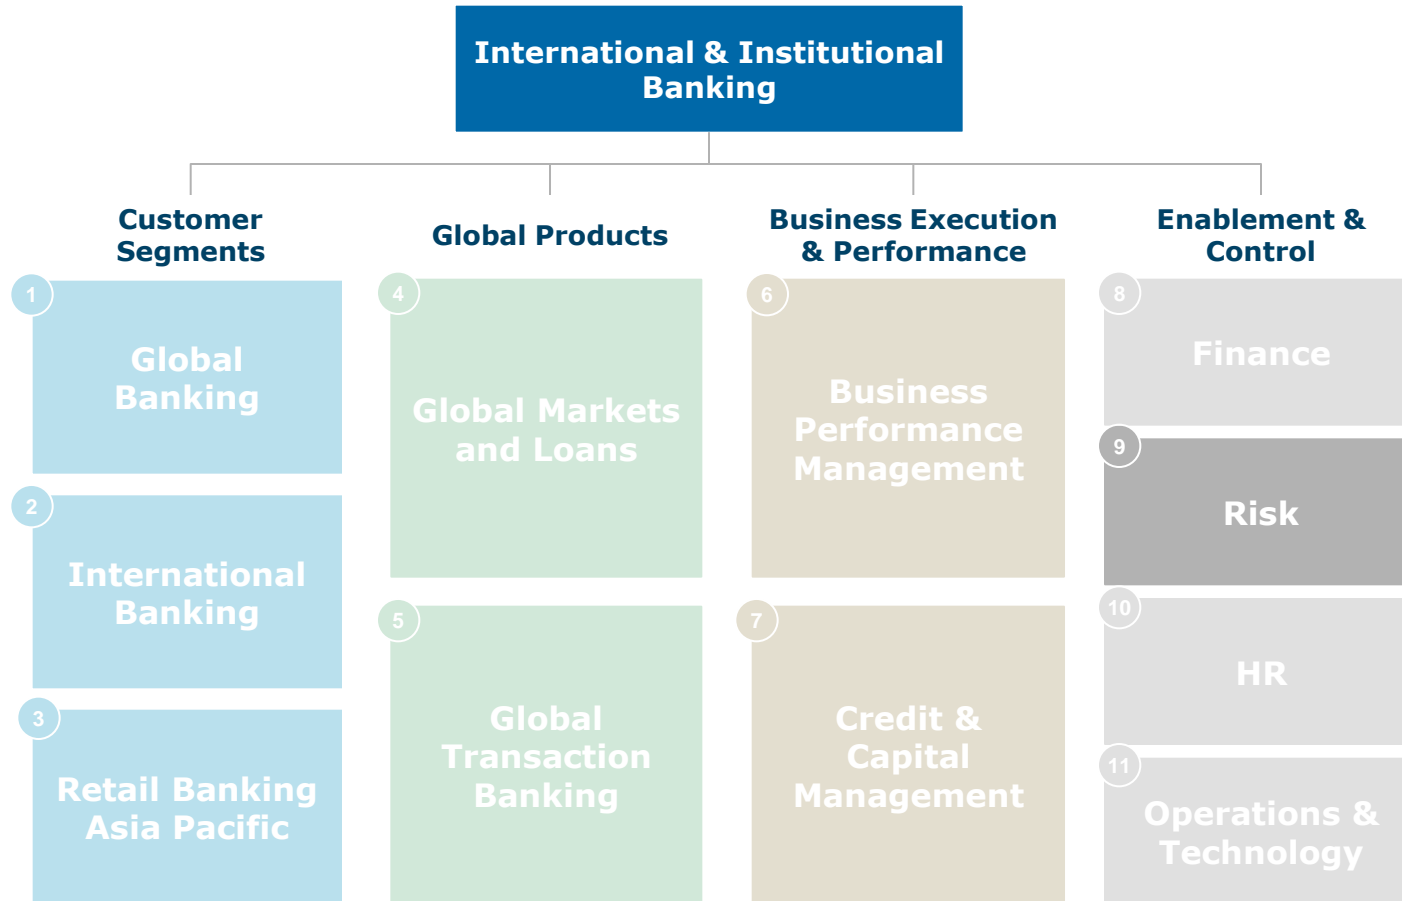 International & Institutional
Banking
Customer
Segments
Global Products
Business Execution
& Performance
Enablement &
Control
1
Global
Banking
2
International
Banking
3
Retail Banking
Asia Pacific
4
Global Markets
and Loans
5
Global
Transaction
Banking
6
Business
Performance
Management
7
Credit &
Capital
Management
8
Finance
9
Risk
10
HR
11
Operations &
Technology